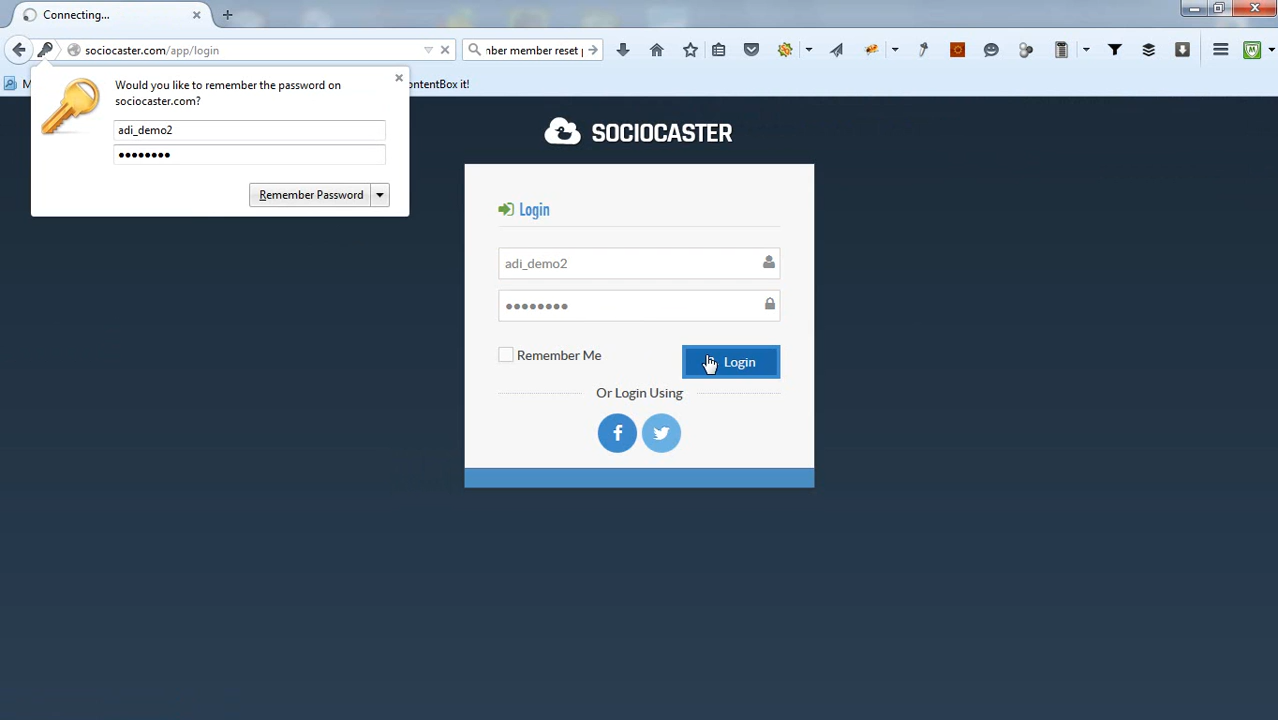 Connecting...
sociocaster.com/app/login
ber member reset
M
ontentBox it!
Would you like to remember the password on
sociocaster.com?
adi_demo2
••••••••
Remember Password
SOCIOCASTER
Login
adi_demo2
••••••••
Remember Me
Login
Or Login Using
f